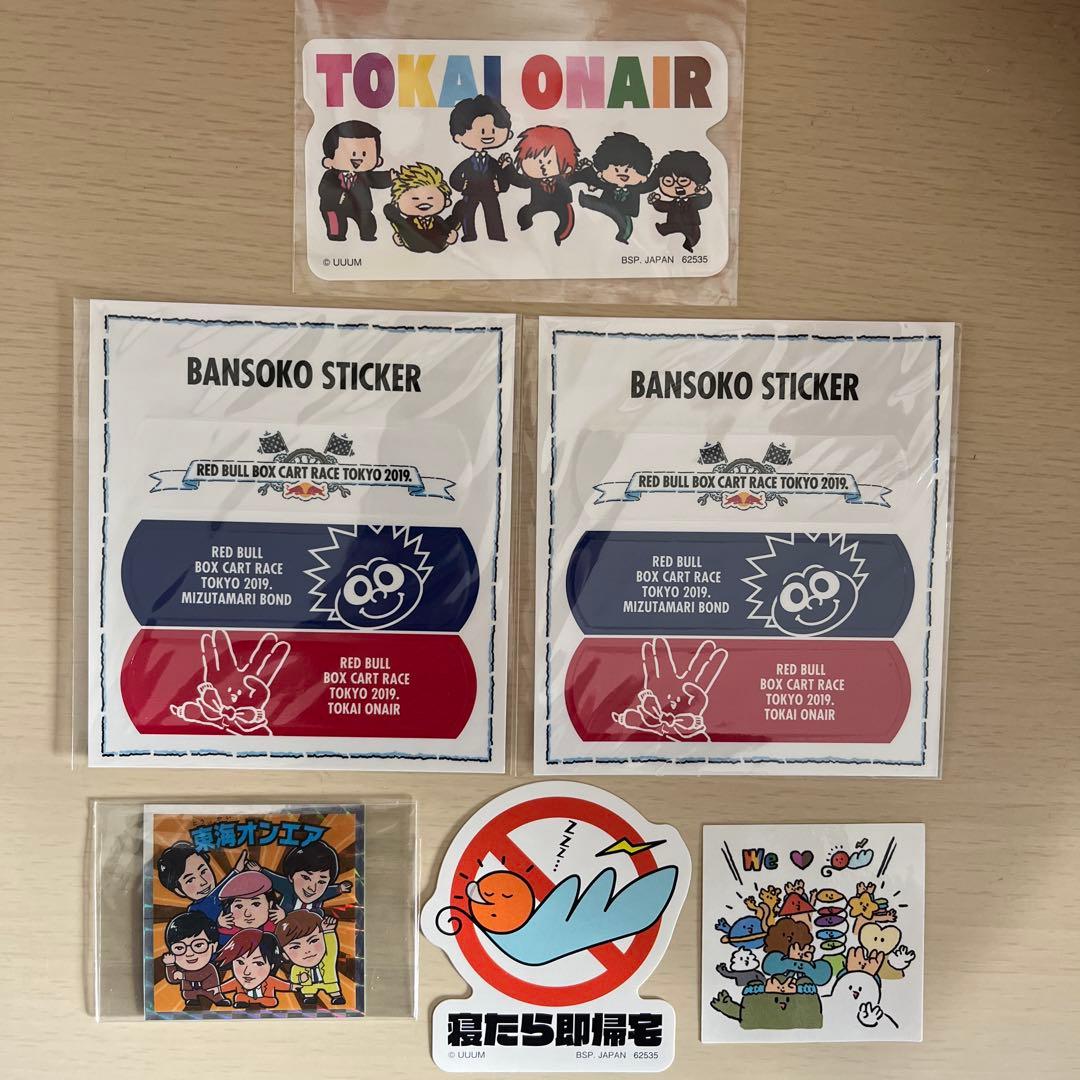 TOKAI ONAIR
© UUUM
BSP. JAPAN 62535
BANSOKO STICKER
RED BULL BOX CART RACE TOKYO 2019.
RED BULL
BOX CART RACE
TOKYO 2019.
MIZUTAMARI BOND
RED BULL
BOX CART RACE
TOKYO 2019.
TOKAI ONAIR
BANSOKO STICKER
RED BULL BOX CART RACE TOKYO 2019.
RED BULL
BOX CART RACE
TOKYO 2019.
MIZUTAMARI BOND
RED BULL
BOX CART RACE
TOKYO 2019.
TOKAI ONAIR
東海オンエア
ZZZ...
寝たら即帰宅
© UUUM
BSP. JAPAN 62535
We